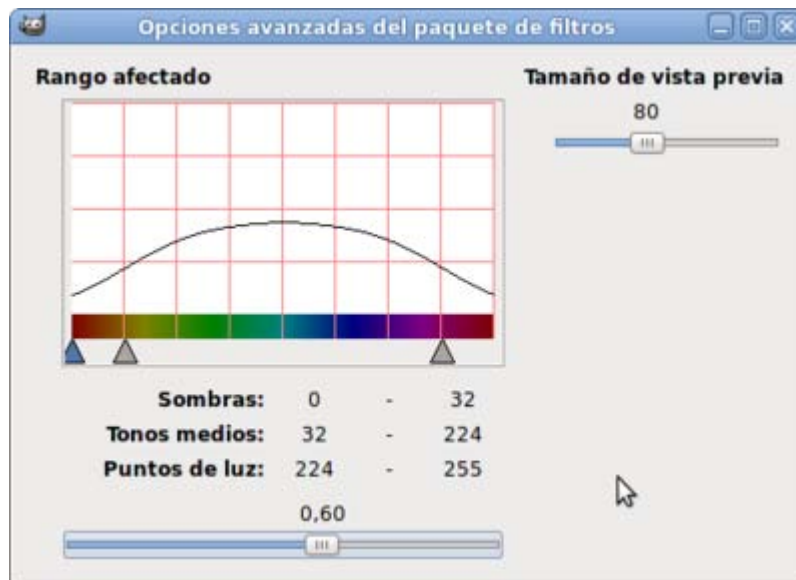 Opciones avanzadas del paquete de filtros
Rango afectado
Tamaño de vista previa
80
Sombras: 0 - 32
Tonos medios: 32 - 224
Puntos de luz: 224 - 255
0,60